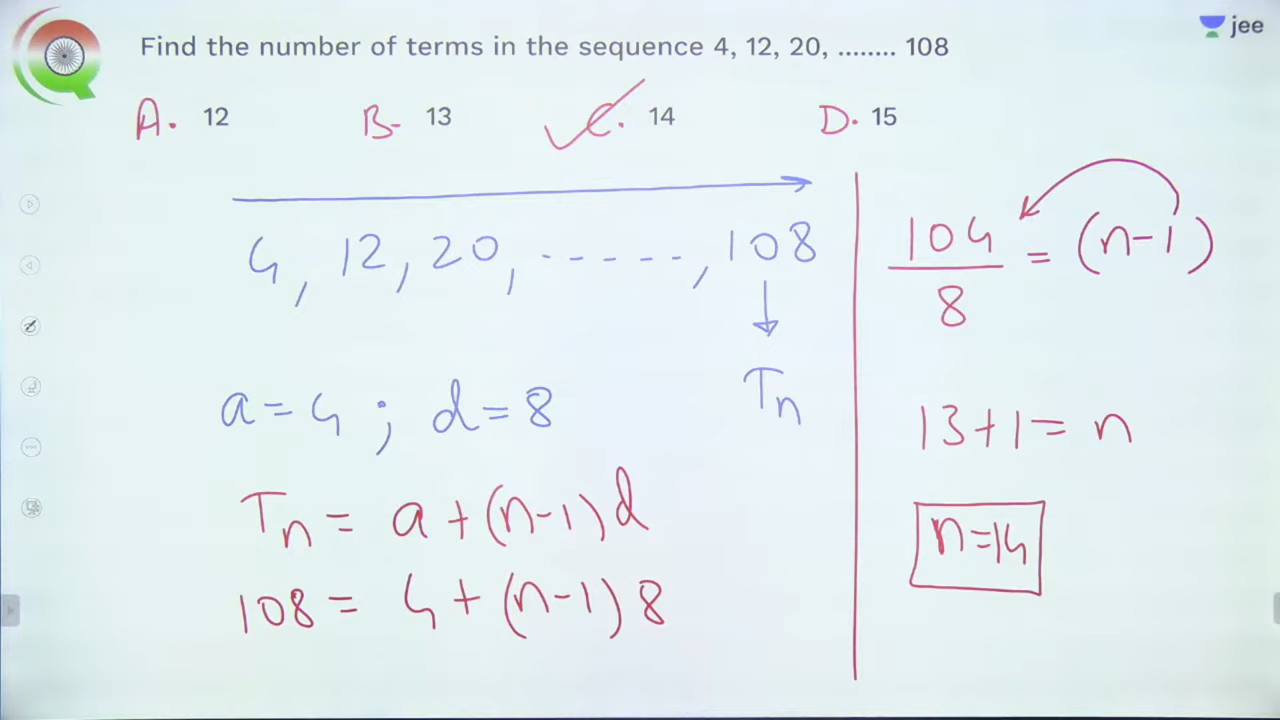 Find the number of terms in the sequence 4, 12, 20, ........ 108
jee
A. 12 B. 13 C. 14 D. 15
4, 12, 20, ------, 108
Tn
a = 4 ; d = 8
Tn = a + (n-1)d
108 = 4 + (n-1)8
104/8 = (n-1)
13+1 = n
n=14